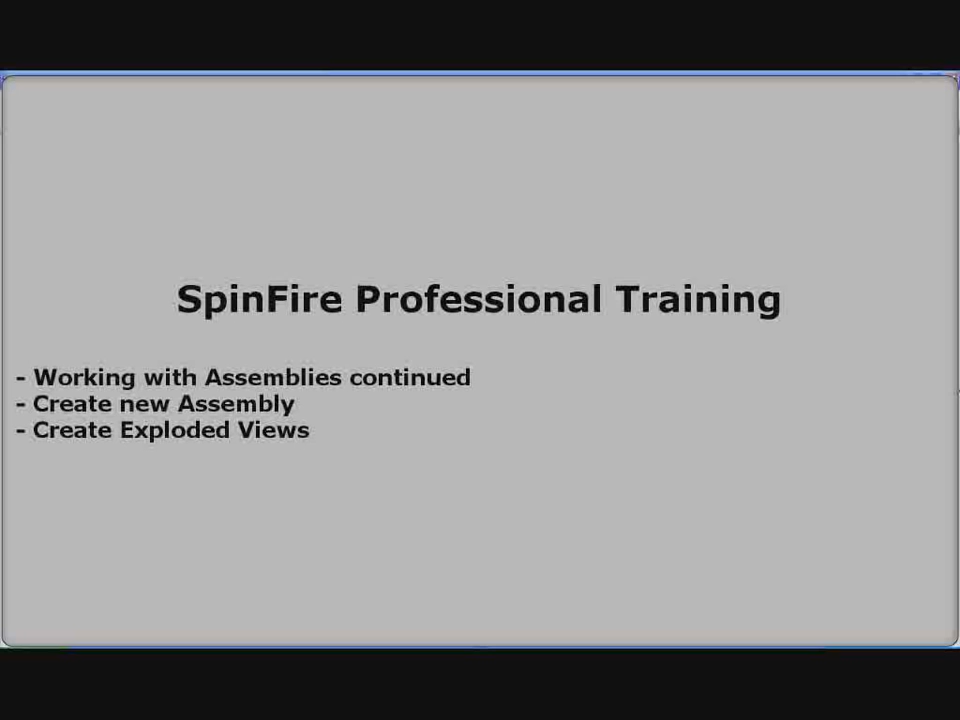 SpinFire Professional Training
- Working with Assemblies continued
- Create new Assembly
- Create Exploded Views